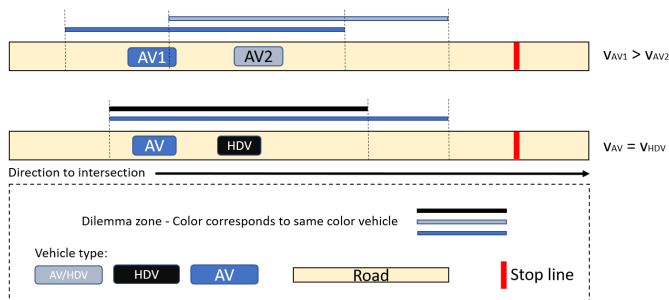 AV1 AV2 VAV1 > VAV2
AV HDV VAV = VHDV
Direction to intersection
Dilemma zone - Color corresponds to same color vehicle
Vehicle type:
AV/HDV HDV AV Road Stop line